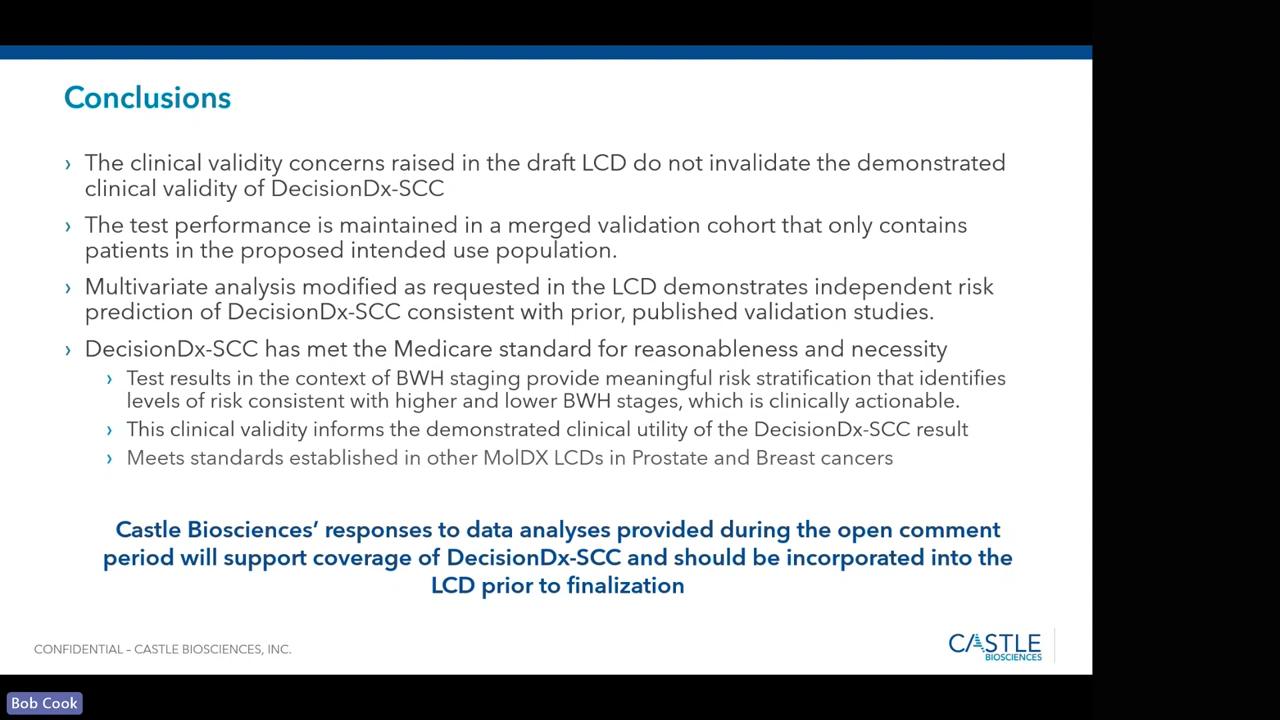 Conclusions
› The clinical validity concerns raised in the draft LCD do not invalidate the demonstrated
clinical validity of DecisionDx-SCC
› The test performance is maintained in a merged validation cohort that only contains
patients in the proposed intended use population.
› Multivariate analysis modified as requested in the LCD demonstrates independent risk
prediction of DecisionDx-SCC consistent with prior, published validation studies.
› DecisionDx-SCC has met the Medicare standard for reasonableness and necessity
› Test results in the context of BWH staging provide meaningful risk stratification that identifies
levels of risk consistent with higher and lower BWH stages, which is clinically actionable.
› This clinical validity informs the demonstrated clinical utility of the DecisionDx-SCC result
› Meets standards established in other MolDX LCDs in Prostate and Breast cancers
Castle Biosciences’ responses to data analyses provided during the open comment
period will support coverage of DecisionDx-SCC and should be incorporated into the
LCD prior to finalization
CONFIDENTIAL – CASTLE BIOSCIENCES, INC.
CASTLE
BIOSCIENCES
Bob Cook